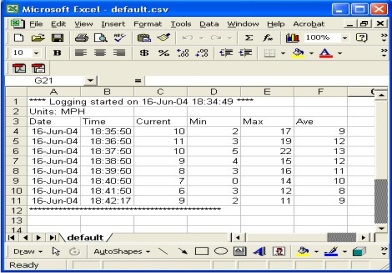 Microsoft Excel - default.csv
File Edit View Insert Format Tools Data Window Help Acrobat
100%
10 B $ % A
G21 =
A B C D E F
1 **** Logging started on 16-Jun-04 18:34:49 ****
2 Units: MPH
3 Date Time Current Min Max Ave
4 16-Jun-04 18:35:50 10 2 17 9
5 16-Jun-04 18:36:50 11 3 19 12
6 16-Jun-04 18:37:50 10 5 22 13
7 16-Jun-04 18:38:50 9 4 15 12
8 16-Jun-04 18:39:50 8 3 16 11
9 16-Jun-04 18:40:50 7 0 14 10
10 16-Jun-04 18:41:50 6 3 12 8
11 16-Jun-04 18:42:17 9 2 11 9
12 ************************************************
13
14
default
Draw AutoShapes A
Ready